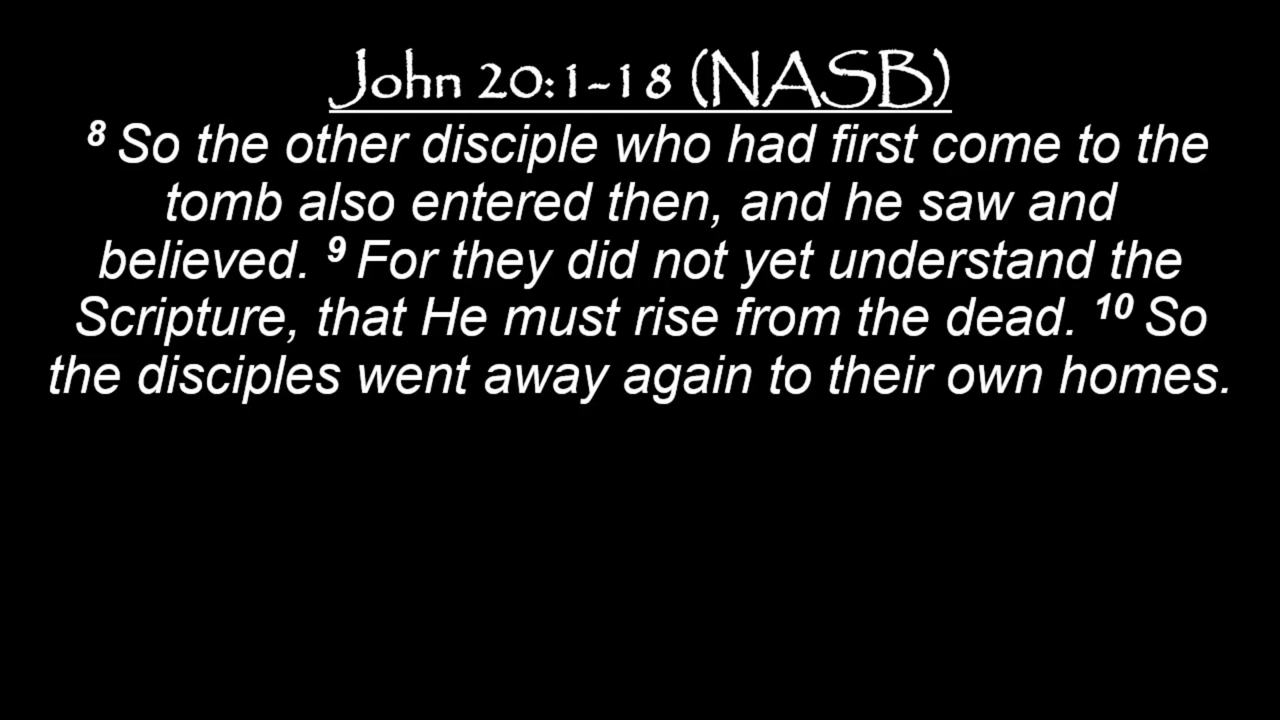 John 20:1-18 (NASB)
8 So the other disciple who had first come to the
tomb also entered then, and he saw and
believed. 9 For they did not yet understand the
Scripture, that He must rise from the dead. 10 So
the disciples went away again to their own homes.